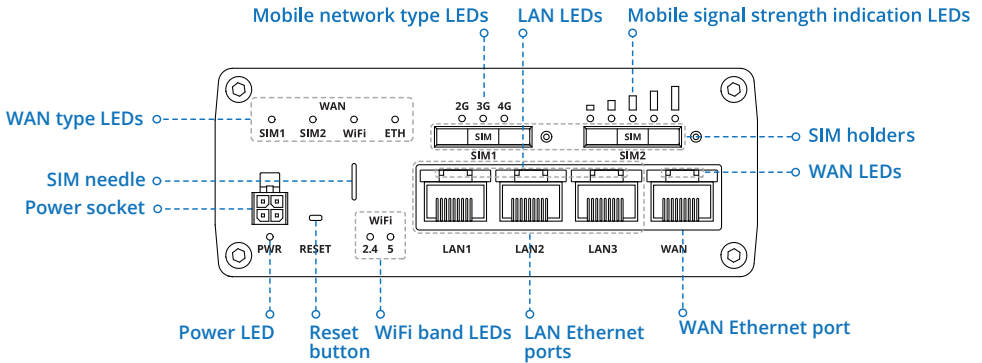 Mobile network type LEDs
LAN LEDs
Mobile signal strength indication LEDs
WAN
2G 3G 4G
WAN type LEDs
SIM1 SIM2 WiFi ETH
SIM
SIM
SIM holders
SIM1
SIM2
WAN LEDs
SIM needle
Power socket
WiFi
2.4 5
PWR
RESET
LAN1
LAN2
LAN3
WAN
Power LED
Reset
button
WiFi band LEDs
LAN Ethernet
ports
WAN Ethernet port